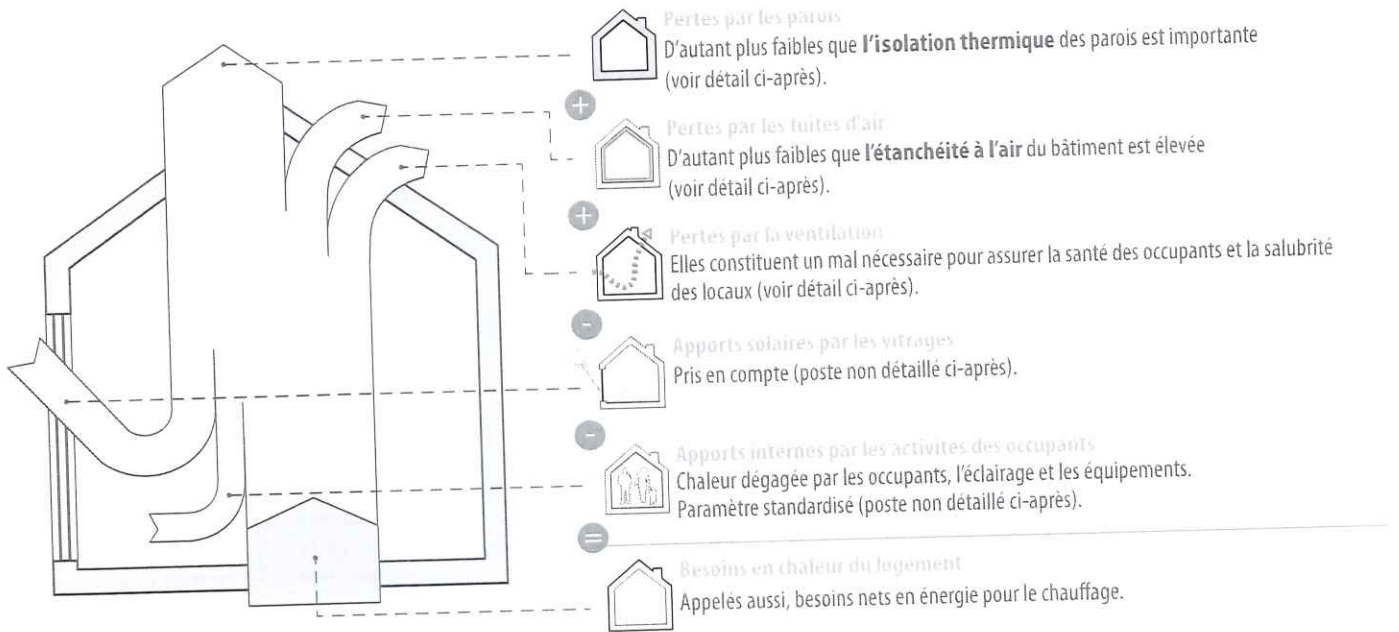 Pertes par les parois
D'autant plus faibles que l'isolation thermique des parois est importante
(voir détail ci-après).
+
Pertes par les fuites d'air
D'autant plus faibles que l'étanchéité à l'air du bâtiment est élevée
(voir détail ci-après).
+
Pertes par la ventilation
Elles constituent un mal nécessaire pour assurer la santé des occupants et la salubrité
des locaux (voir détail ci-après).
-
Apports solaires par les vitrages
Pris en compte (poste non détaillé ci-après).
-
Apports internes par les activités des occupants
Chaleur dégagée par les occupants, l'éclairage et les équipements.
Paramètre standardisé (poste non détaillé ci-après).
=
Besoins en chaleur du logement
Appelés aussi, besoins nets en énergie pour le chauffage.